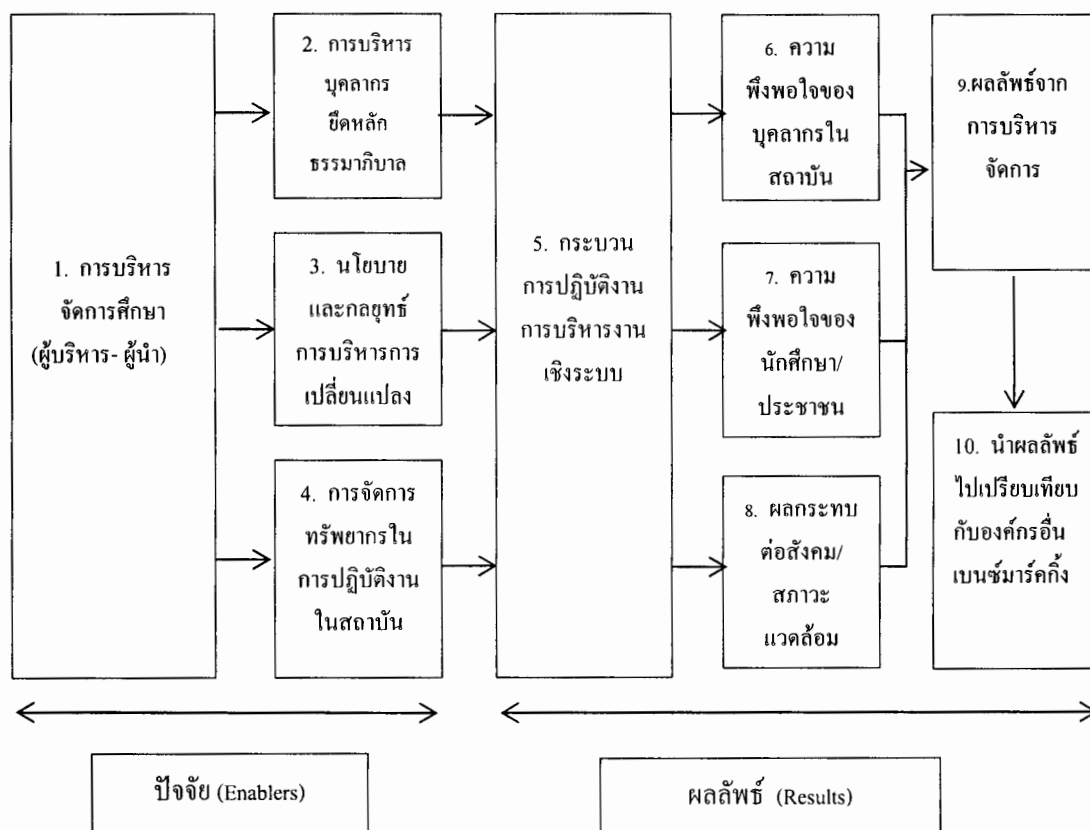 1. การบริหาร
จัดการศึกษา
(ผู้บริหาร- ผู้นำ)
2. การบริหาร
บุคลากร
ยึดหลัก
ธรรมาภิบาล
3. นโยบาย
และกลยุทธ์
การบริหารการ
เปลี่ยนแปลง
4. การจัดการ
ทรัพยากรใน
การปฏิบัติงาน
ในสถาบัน
5. กระบวน
การปฏิบัติงาน
การบริหารงาน
เชิงระบบ
6. ความ
พึงพอใจของ
บุคลากรใน
สถาบัน
7. ความ
พึงพอใจของ
นักศึกษา/
ประชาชน
8. ผลกระทบ
ต่อสังคม/
สภาวะ
แวดล้อม
9.ผลลัพธ์จาก
การบริหาร
จัดการ
10. นำผลลัพธ์
ไปเปรียบเทียบ
กับองค์กรอื่น
เบนซ์มาร์คกิ้ง
ปัจจัย (Enablers)
ผลลัพธ์ (Results)